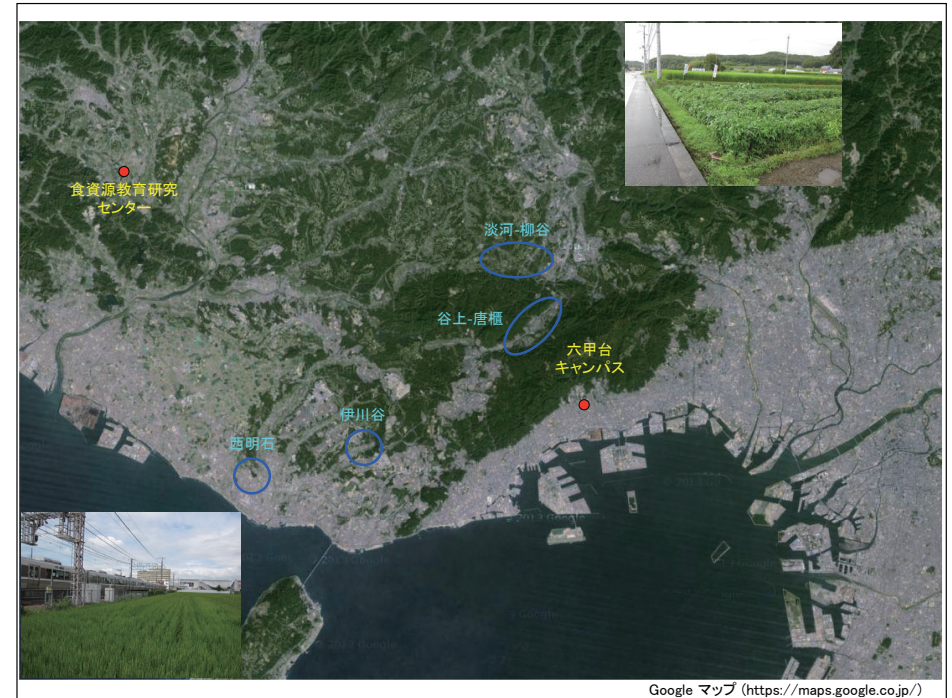 食資源教育研究
センター
淡河-柳谷
谷上-唐櫃
六甲台
キャンパス
伊川谷
西明石
Google マップ (https://maps.google.co.jp/)